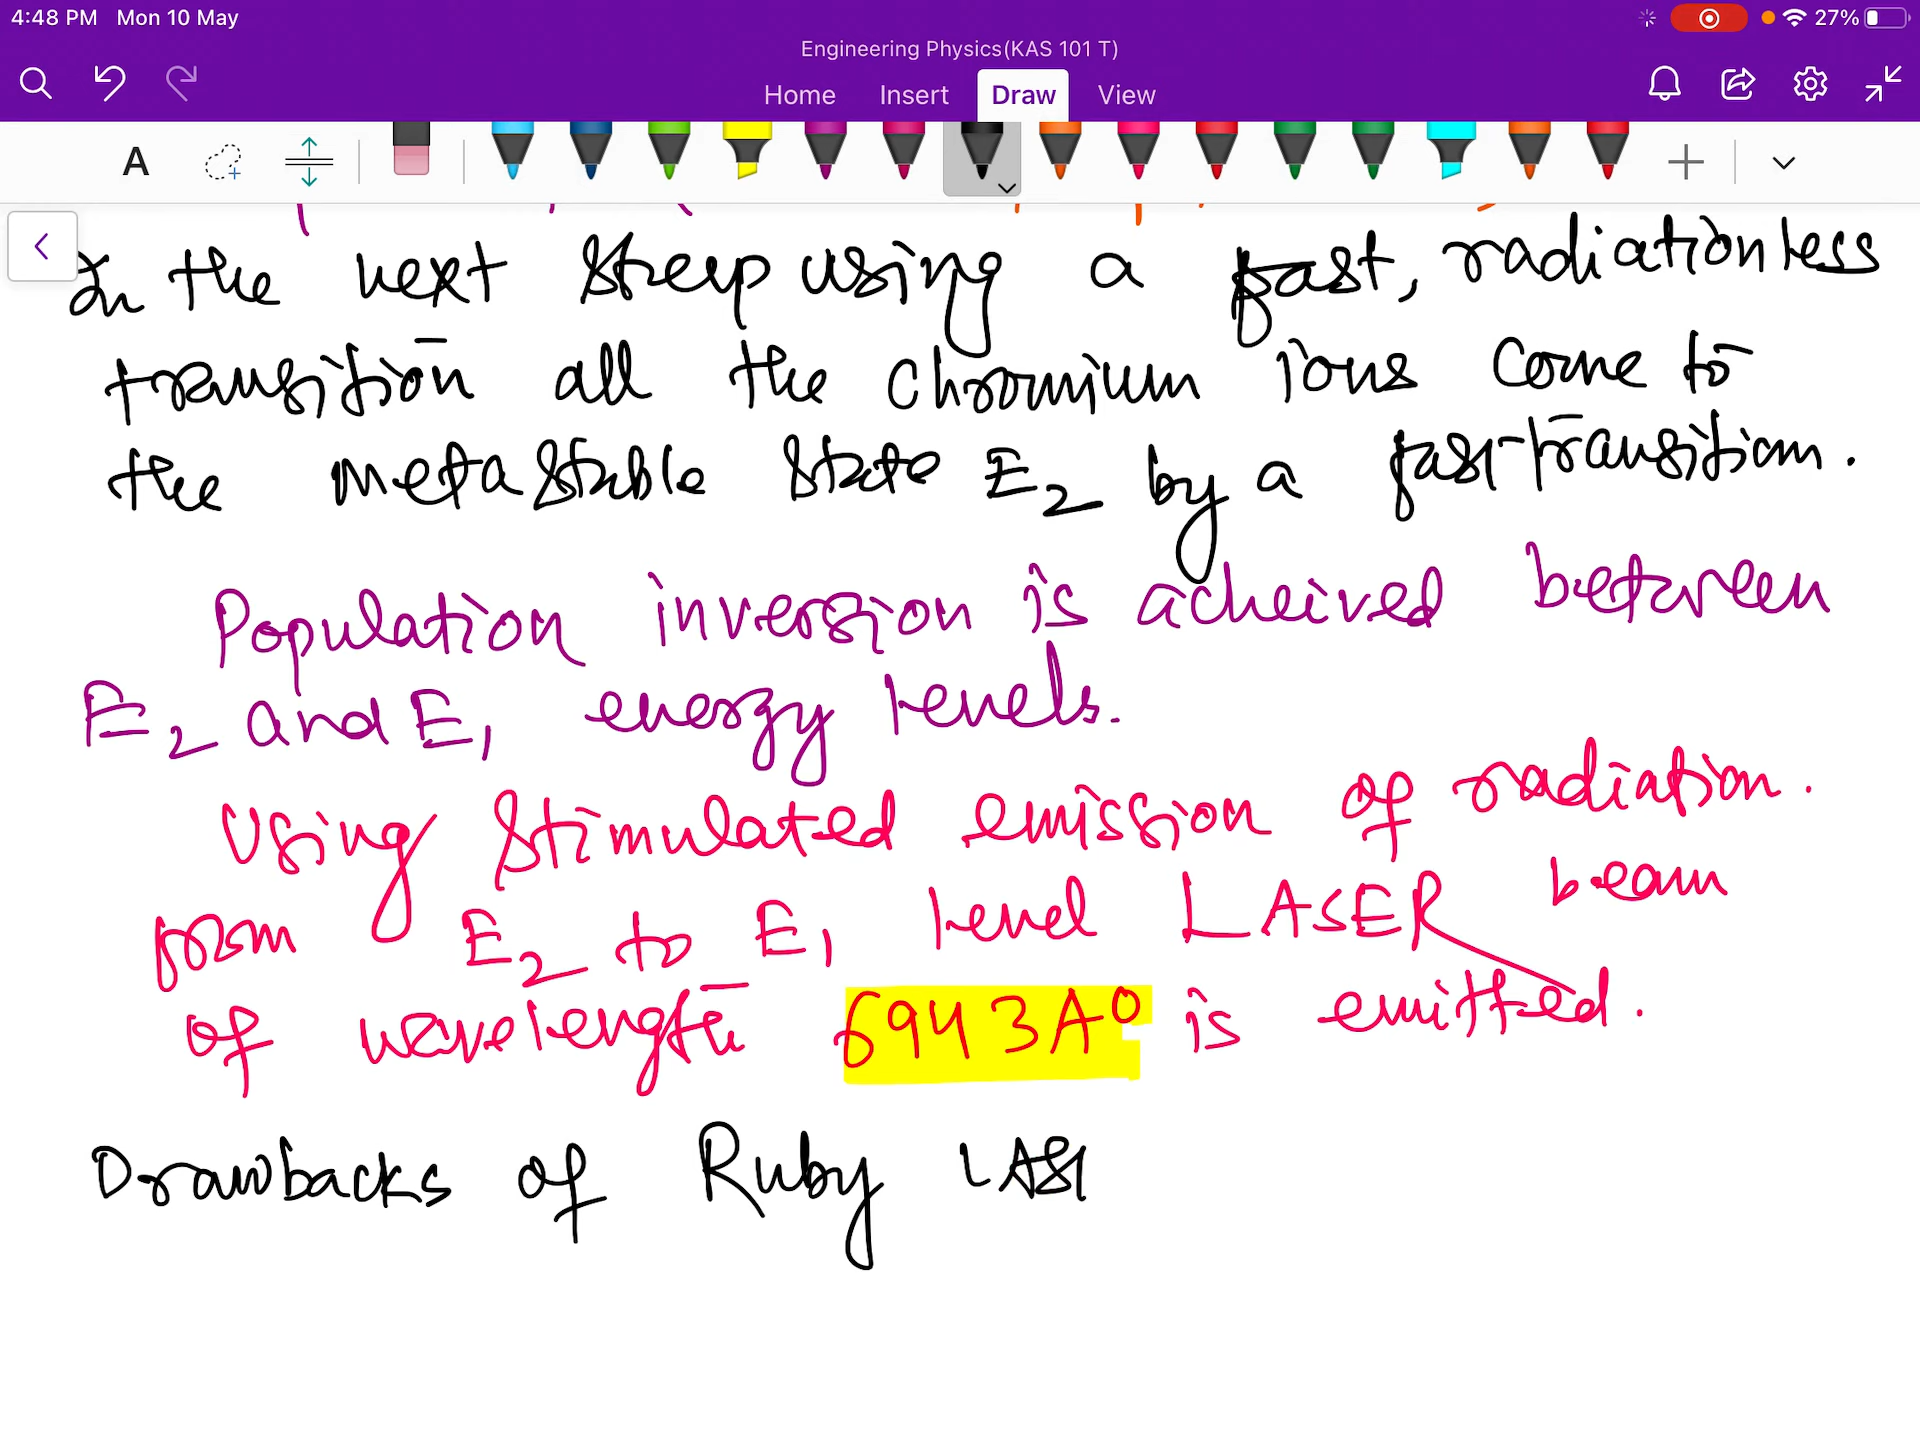 4:48 PM Mon 10 May 27%
Engineering Physics(KAS 101 T)
Home Insert Draw View
A
In the next step using a fast, radiationless
transition all the chromium ions come to
the metastable state E2 by a fast transition.
Population inversion is acheived between
E2 and E1 energy levels.
Using stimulated emission of radiation.
from E2 to E1 level LASER beam
of wavelength 6943A⁰ is emitted.
Drawbacks of Ruby LAS